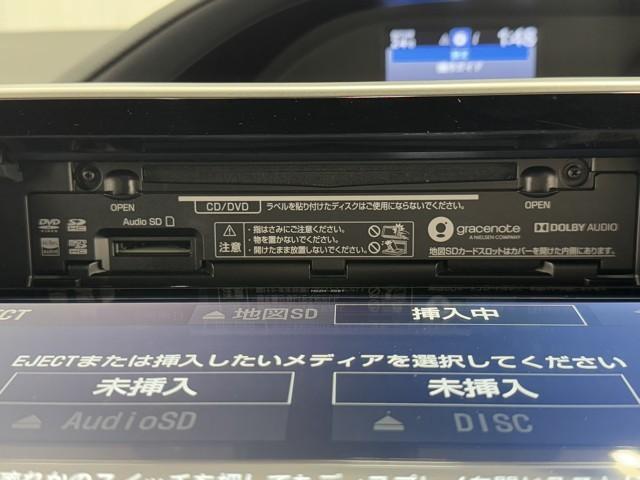 1:46
OPEN
CD/DVD ラベルを貼り付けたディスクはご使用にならないでください。
OPEN
Audio SD
注意
・指はさみにご注意ください。
・物を置かないでください。
・開けたまま放置しないでください。
gracenote
A NIELSEN COMPANY
DOLBY AUDIO
地図SDカードスロットはカバーを開けた内側にあります。
地図SD 挿入中
EJECTまたは挿入したいメディアを選択してください
未挿入 未挿入
AudioSD DISC